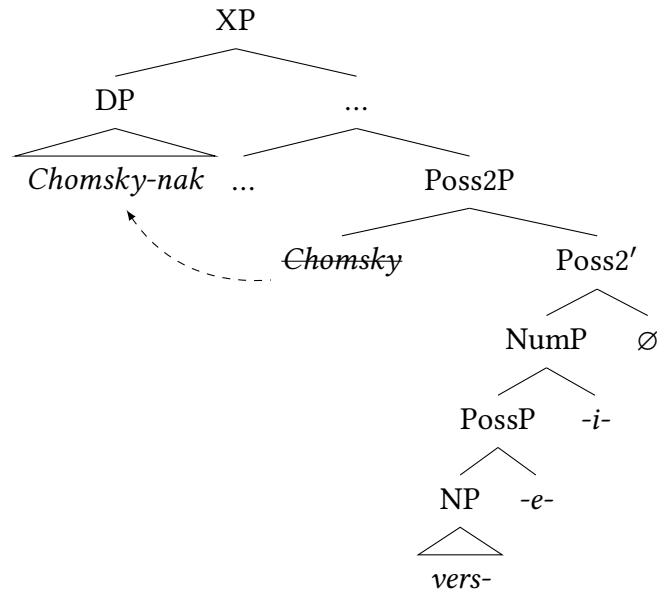 XP
DP ...
Chomsky-nak ... Poss2P
Chomsky Poss2′
NumP ∅
PossP -i-
NP -e-
vers-